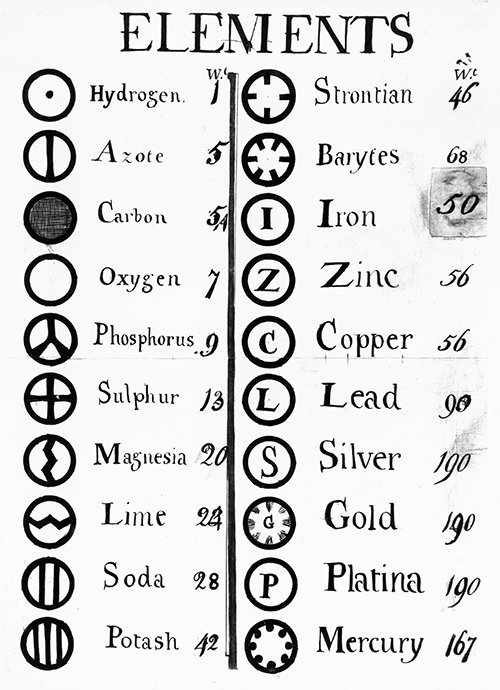 ELEMENTS
W.t
Hydrogen. 1
Azote 5
Carbon 5,4
Oxygen 7
Phosphorus. 9
Sulphur 13
Magnesia 20
Lime 24
Soda 28
Potash 42
W.t
Strontian 46
Barytes 68
I Iron 50
Z Zinc 56
C Copper 56
L Lead 90
S Silver 190
G Gold 190
P Platina 190
Mercury 167